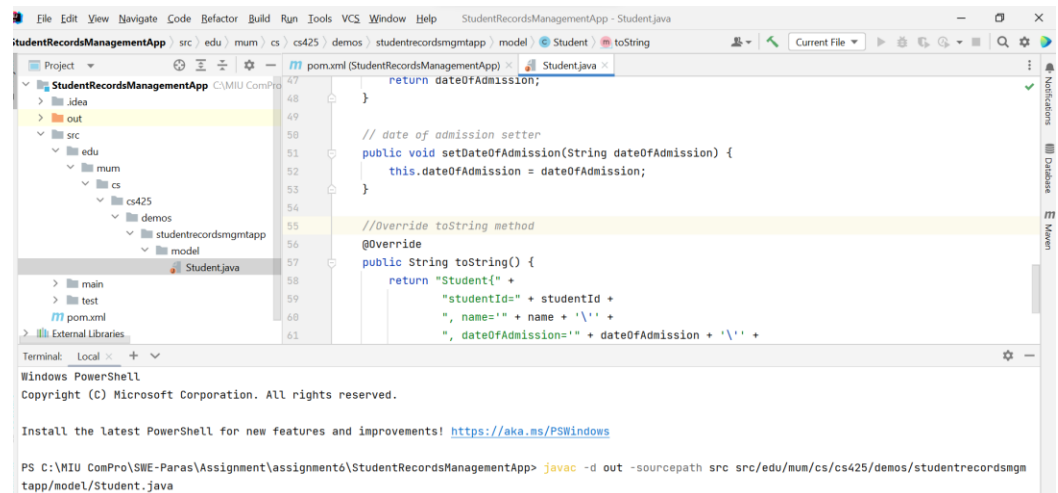 File Edit View Navigate Code Refactor Build Run Tools VCS Window Help StudentRecordsManagementApp - Student.java
StudentRecordsManagementApp src edu mum cs cs425 demos studentrecordsmgmtapp model Student toString Current File
Project pom.xml (StudentRecordsManagementApp) Student.java
StudentRecordsManagementApp C:\MIU ComPro
.idea
out
src
edu
mum
cs
cs425
demos
studentrecordsmgmtapp
model
Student.java
main
test
pom.xml
External Libraries
47 return dateOfAdmission;
48 }
49
50 // date of admission setter
51 public void setDateOfAdmission(String dateOfAdmission) {
52 this.dateOfAdmission = dateOfAdmission;
53 }
54
55 //Override toString method
56 @Override
57 public String toString() {
58 return "Student{" +
59 "studentId=" + studentId +
60 ", name='" + name + '\'' +
61 ", dateOfAdmission='" + dateOfAdmission + '\'' +
Notifications
Database
Maven
Terminal: Local
Windows PowerShell
Copyright (C) Microsoft Corporation. All rights reserved.
Install the latest PowerShell for new features and improvements! https://aka.ms/PSWindows
PS C:\MIU ComPro\SWE-Paras\Assignment\assignment6\StudentRecordsManagementApp> javac -d out -sourcepath src src/edu/mum/cs/cs425/demos/studentrecordsmgm
tapp/model/Student.java